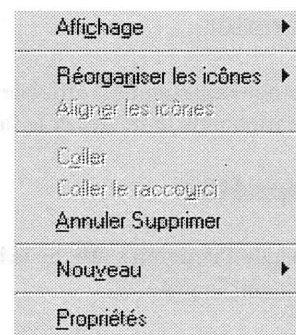 Affichage
Réorganiser les icônes
Aligner les icônes
Coller
Coller le raccourci
Annuler Supprimer
Nouveau
Propriétés